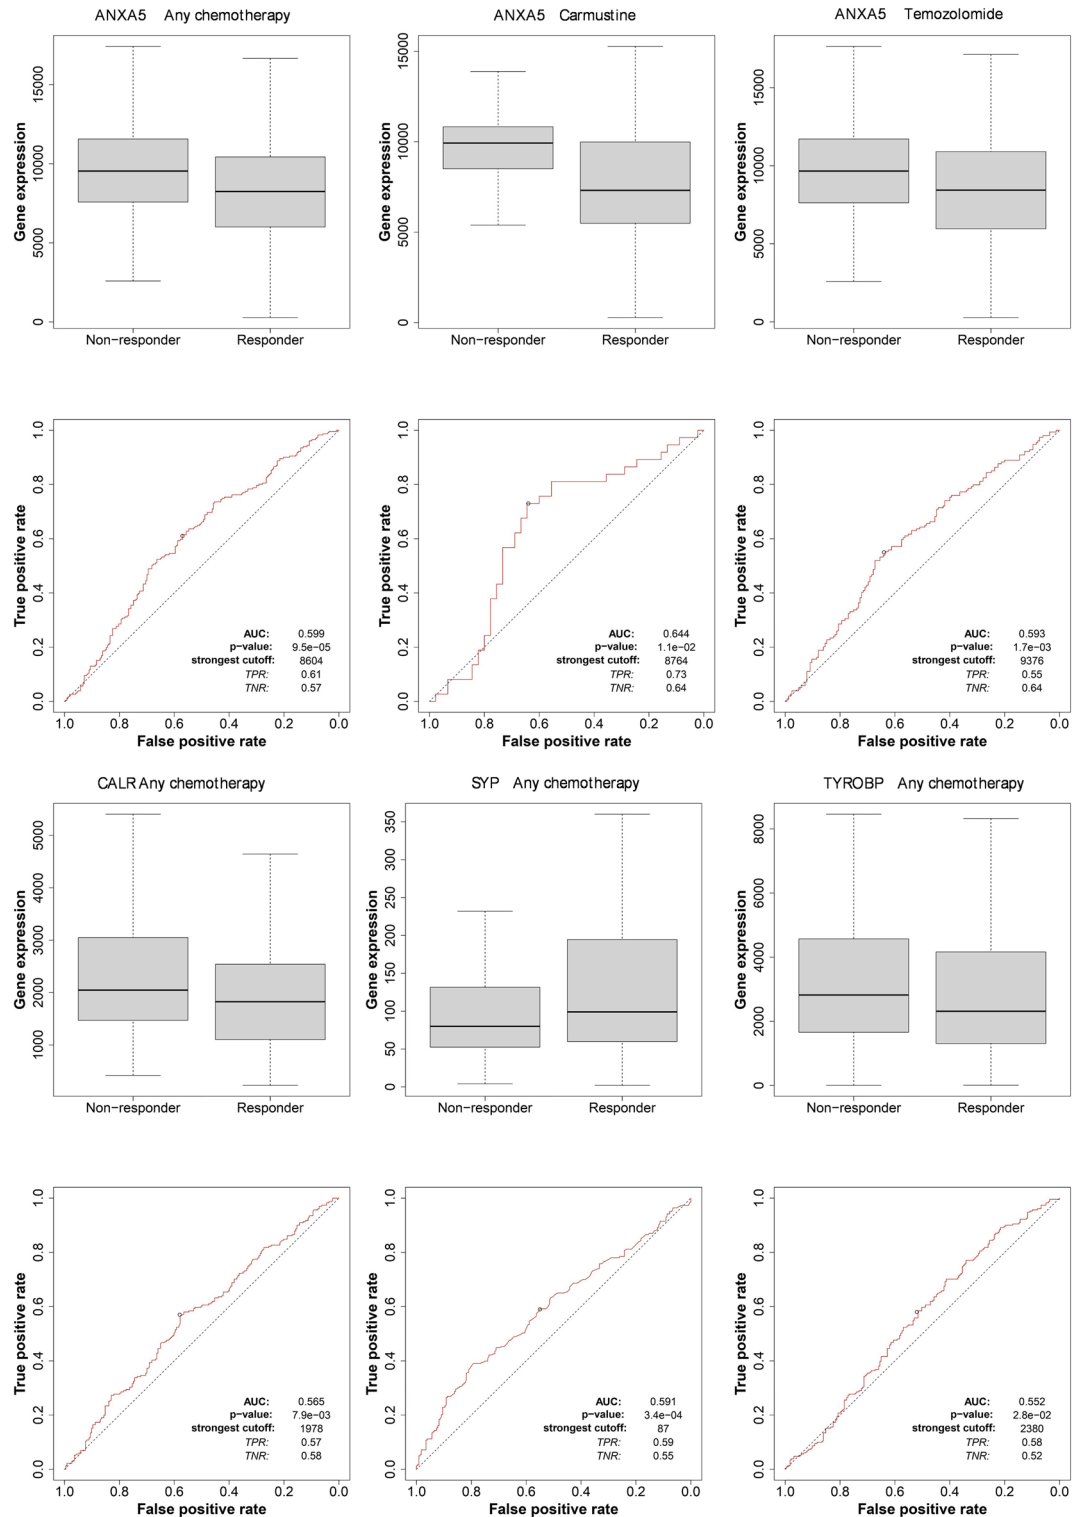 ANXA5 Any chemotherapy
Gene expression
15000
10000
5000
0
Non-responder Responder
ANXA5 Carmustine
Gene expression
15000
10000
5000
0
Non-responder Responder
ANXA5 Temozolomide
Gene expression
15000
10000
5000
0
Non-responder Responder
True positive rate
1.0
0.8
0.6
0.4
0.2
0.0
AUC: 0.599
p-value: 9.5e-05
strongest cutoff: 8604
TPR: 0.61
TNR: 0.57
1.0 0.8 0.6 0.4 0.2 0.0
False positive rate
True positive rate
1.0
0.8
0.6
0.4
0.2
0.0
AUC: 0.644
p-value: 1.1e-02
strongest cutoff: 8764
TPR: 0.73
TNR: 0.64
1.0 0.8 0.6 0.4 0.2 0.0
False positive rate
True positive rate
1.0
0.8
0.6
0.4
0.2
0.0
AUC: 0.593
p-value: 1.7e-03
strongest cutoff: 9376
TPR: 0.55
TNR: 0.64
1.0 0.8 0.6 0.4 0.2 0.0
False positive rate
CALR Any chemotherapy
Gene expression
5000
4000
3000
2000
1000
Non-responder Responder
SYP Any chemotherapy
Gene expression
350
300
250
200
150
100
50
0
Non-responder Responder
TYROBP Any chemotherapy
Gene expression
8000
6000
4000
2000
0
Non-responder Responder
True positive rate
1.0
0.8
0.6
0.4
0.2
0.0
AUC: 0.565
p-value: 7.9e-03
strongest cutoff: 1978
TPR: 0.57
TNR: 0.58
1.0 0.8 0.6 0.4 0.2 0.0
False positive rate
True positive rate
1.0
0.8
0.6
0.4
0.2
0.0
AUC: 0.591
p-value: 3.4e-04
strongest cutoff: 87
TPR: 0.59
TNR: 0.55
1.0 0.8 0.6 0.4 0.2 0.0
False positive rate
True positive rate
1.0
0.8
0.6
0.4
0.2
0.0
AUC: 0.552
p-value: 2.8e-02
strongest cutoff: 2380
TPR: 0.58
TNR: 0.52
1.0 0.8 0.6 0.4 0.2 0.0
False positive rate